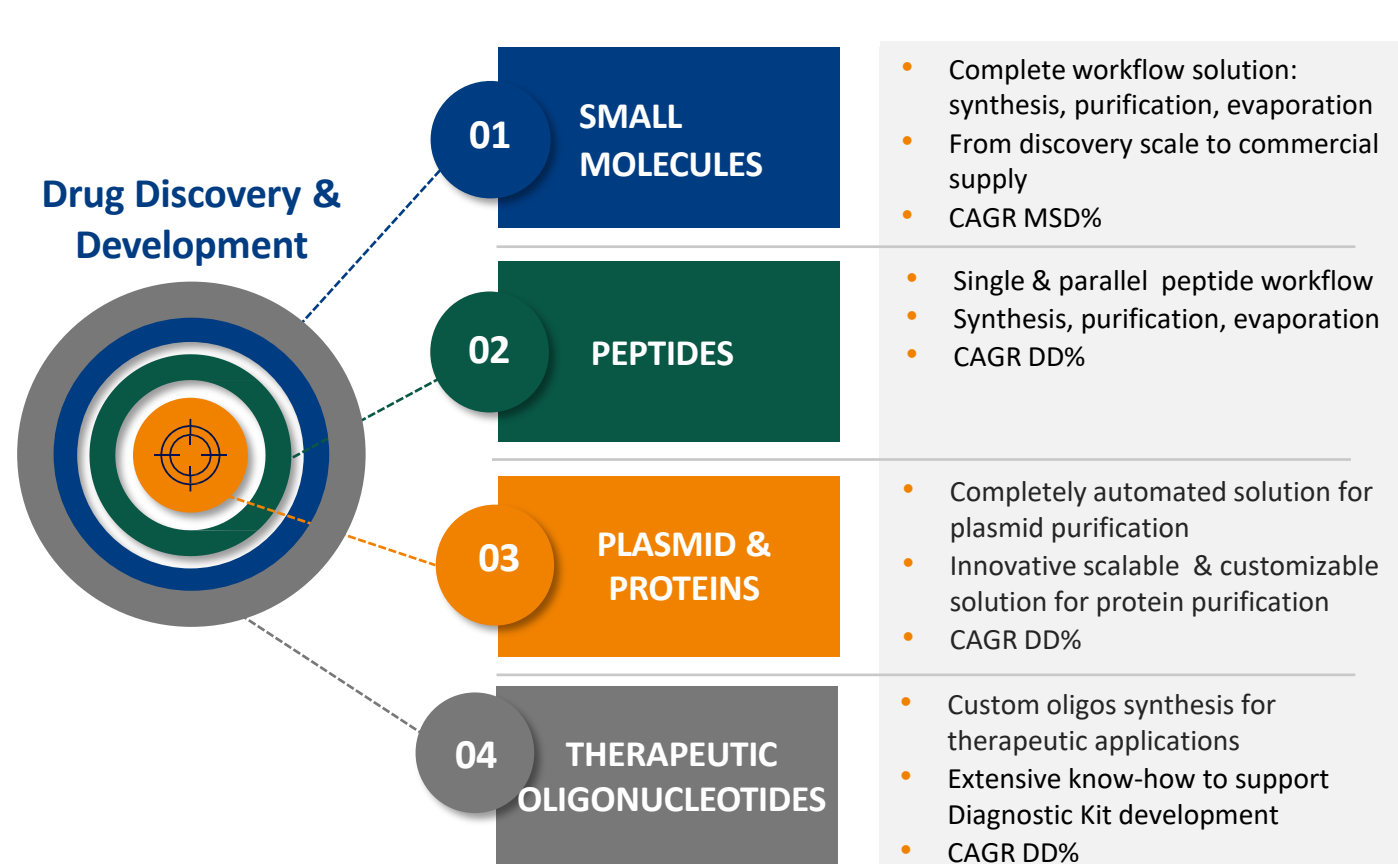 Drug Discovery &
Development
01
SMALL
MOLECULES
• Complete workflow solution:
synthesis, purification, evaporation
• From discovery scale to commercial
supply
• CAGR MSD%
02
PEPTIDES
• Single & parallel  peptide workflow
• Synthesis, purification, evaporation
• CAGR DD%
03
PLASMID &
PROTEINS
• Completely automated solution for
plasmid purification
• Innovative scalable  & customizable
solution for protein purification
• CAGR DD%
04
THERAPEUTIC
OLIGONUCLEOTIDES
• Custom oligos synthesis for
therapeutic applications
• Extensive know-how to support
Diagnostic Kit development
• CAGR DD%